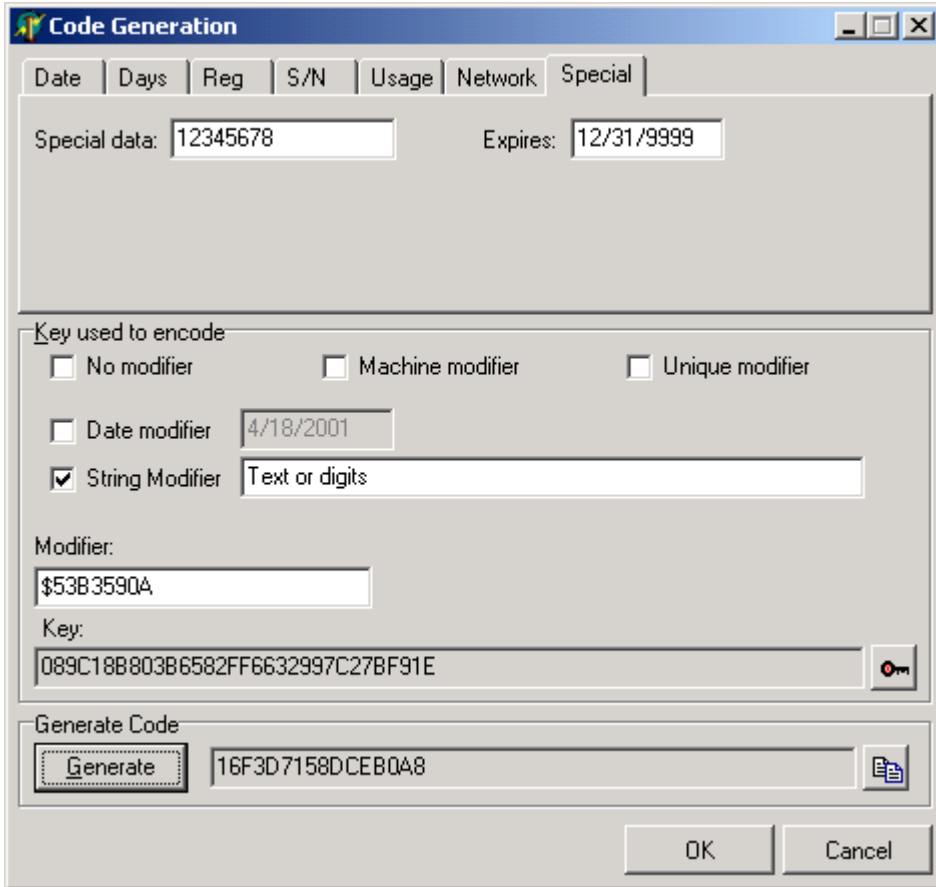 Code Generation
Date Days Reg S/N Usage Network Special
Special data: 12345678 Expires: 12/31/9999
Key used to encode
No modifier Machine modifier Unique modifier
Date modifier 4/18/2001
String Modifier Text or digits
Modifier:
$53B3590A
Key:
089C18B803B6582FF6632997C27BF91E
Generate Code
Generate 16F3D7158DCEB0A8
OK Cancel